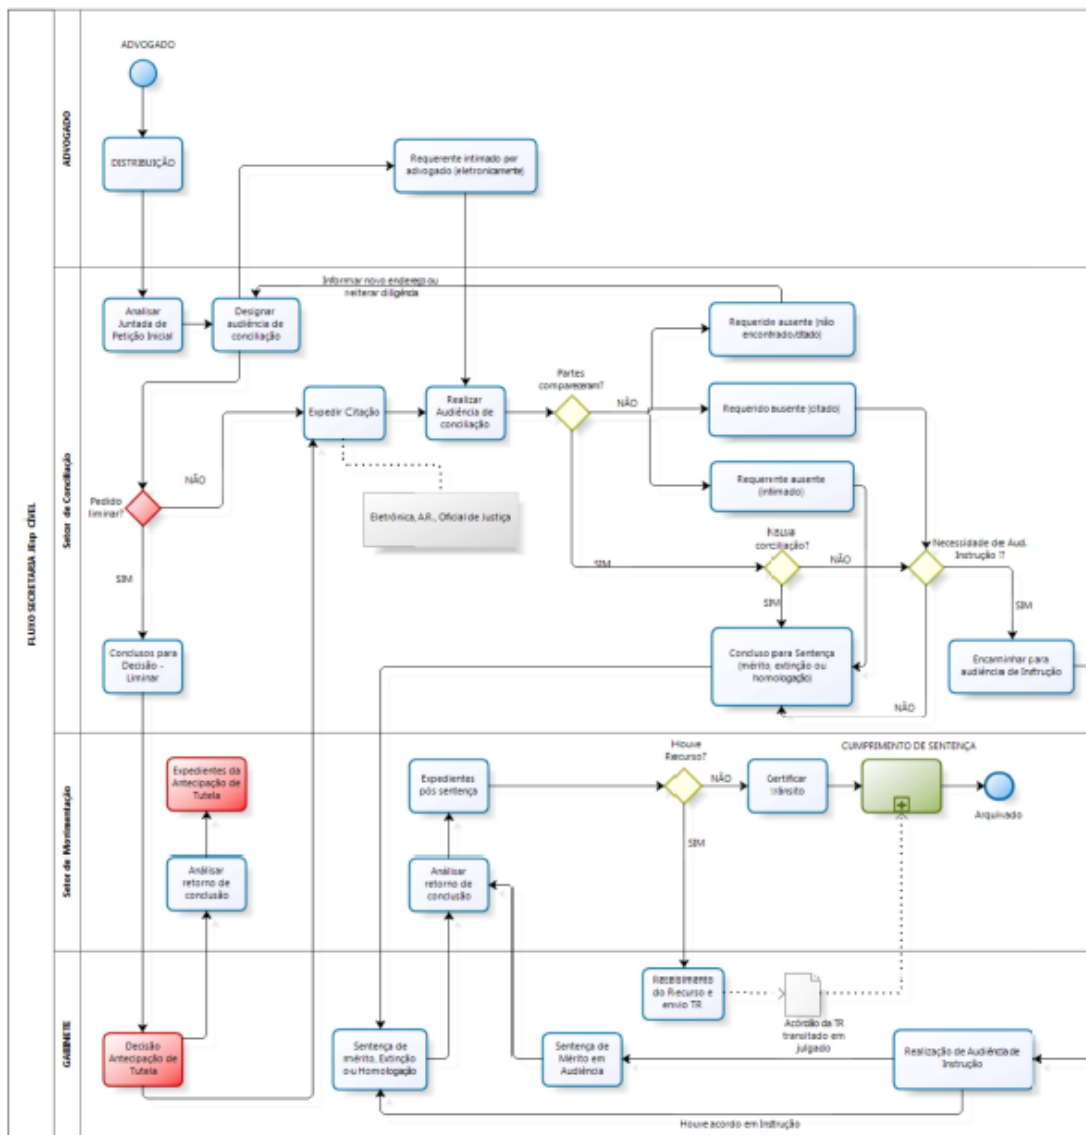 FLUXO SECRETARIA JEsp CÍVEL
ADVOGADO
ADVOGADO
DISTRIBUIÇÃO
Requerente intimado por
advogado (eletronicamente)
Setor de Conciliação
Informar novo endereço ou
reiterar diligência
Analisar
Juntada de
Petição Inicial
Designar
audiência de
conciliação
Requerido ausente (não
encontrado/citado)
Partes
compareceram?
NÃO
Expedir Citação
Realizar
Audiência de
conciliação
Requerido ausente (citado)
NÃO
Requerente ausente
(intimado)
Pedido
liminar?
Eletrônica, A.R., Oficial de Justiça
Houve
conciliação?
Necessidade de Aud.
Instrução ?
SIM
NÃO
SIM
SIM
SIM
Conclusos para
Decisão -
Liminar
Concluso para Sentença
(mérito, extinção ou
homologação)
Encaminhar para
audiências de Instrução
NÃO
Setor de Movimentação
Houve
Recurso?
CUMPRIMENTO DE SENTENÇA
Expedientes da
Antecipação de
Tutela
Expedientes
pós sentença
NÃO
Certificar
trânsito
Arquivado
SIM
Análisar
retorno de
conclusão
Análisar
retorno de
conclusão
GABINETE
Recebimento
do Recurso e
envio TR
Acórdão da TR
transitado em
julgado
Decisão
Antecipação de
Tutela
Sentença de
mérito, Extinção
ou Homologação
Sentença de
Mérito em
Audiência
Realização de Audiência de
Instrução
Houve acordo em Instrução